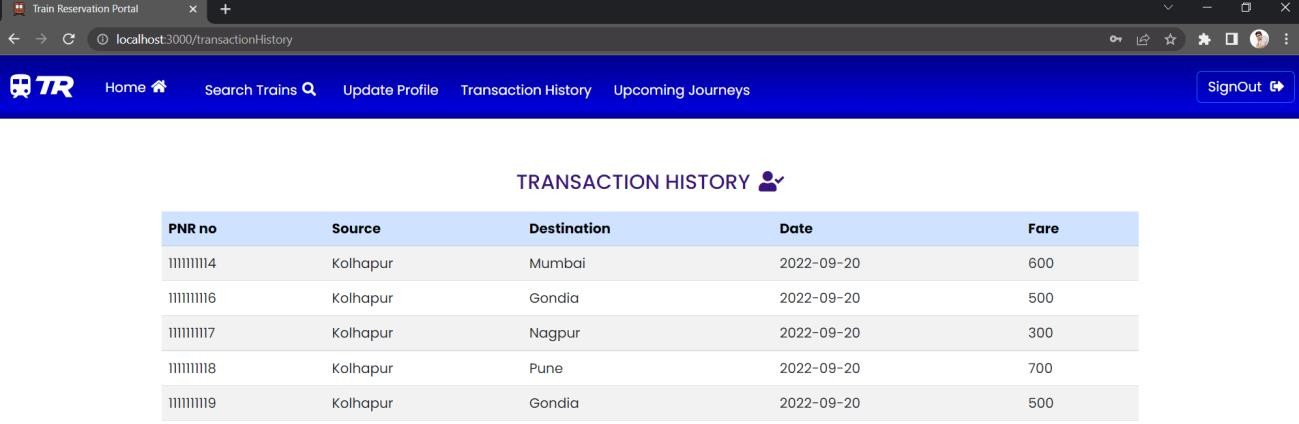 Train Reservation Portal
localhost:3000/transactionHistory
TR Home Search Trains Update Profile Transaction History Upcoming Journeys SignOut
TRANSACTION HISTORY
PNR no Source Destination Date Fare
1111111114 Kolhapur Mumbai 2022-09-20 600
1111111116 Kolhapur Gondia 2022-09-20 500
1111111117 Kolhapur Nagpur 2022-09-20 300
1111111118 Kolhapur Pune 2022-09-20 700
1111111119 Kolhapur Gondia 2022-09-20 500